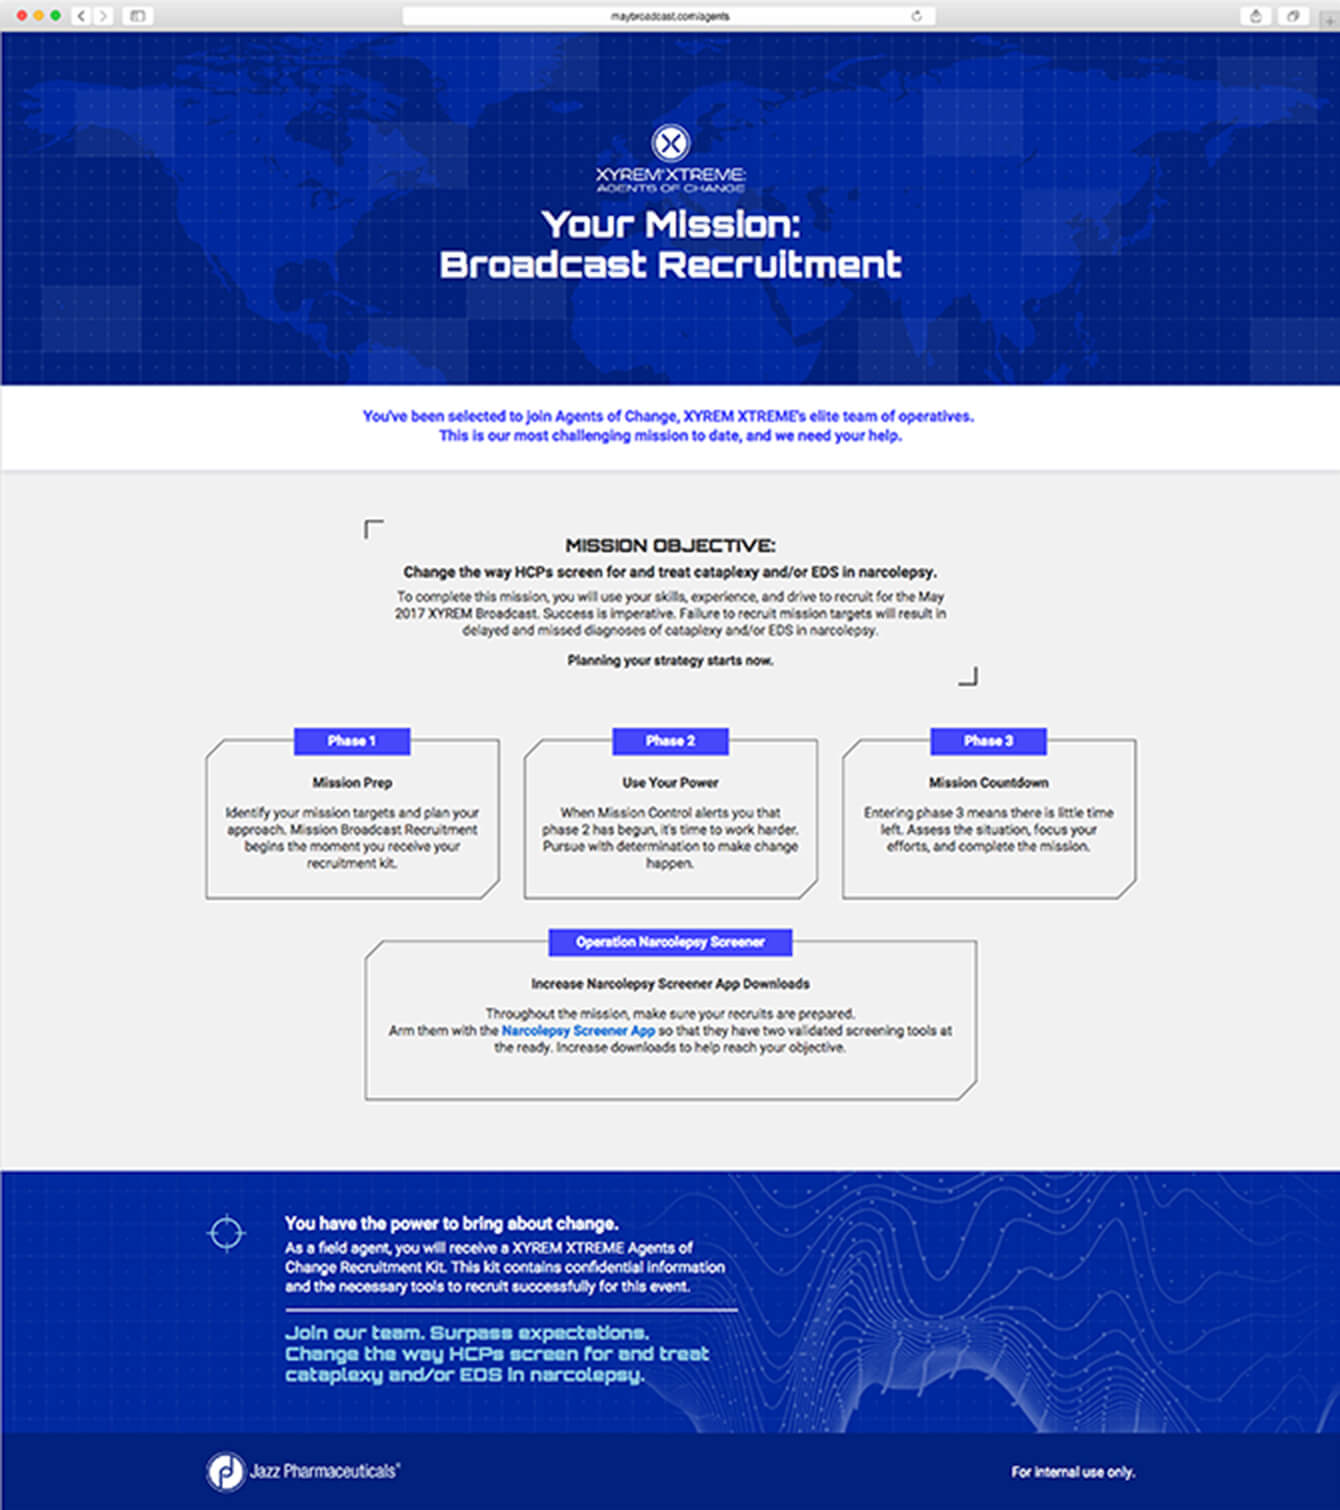 maybroadcast.com/agents
X
XYREM® XTREME:
AGENTS OF CHANGE
Your Mission:
Broadcast Recruitment
You've been selected to join Agents of Change, XYREM XTREME's elite team of operatives.
This is our most challenging mission to date, and we need your help.
MISSION OBJECTIVE:
Change the way HCPs screen for and treat cataplexy and/or EDS in narcolepsy.
To complete this mission, you will use your skills, experience, and drive to recruit for the May
2017 XYREM Broadcast. Success is imperative. Failure to recruit mission targets will result in
delayed and missed diagnoses of cataplexy and/or EDS in narcolepsy.
Planning your strategy starts now.
Phase 1
Mission Prep
Identify your mission targets and plan your
approach. Mission Broadcast Recruitment
begins the moment you receive your
recruitment kit.
Phase 2
Use Your Power
When Mission Control alerts you that
phase 2 has begun, it's time to work harder.
Pursue with determination to make change
happen.
Phase 3
Mission Countdown
Entering phase 3 means there is little time
left. Assess the situation, focus your
efforts, and complete the mission.
Operation Narcolepsy Screener
Increase Narcolepsy Screener App Downloads
Throughout the mission, make sure your recruits are prepared.
Arm them with the Narcolepsy Screener App so that they have two validated screening tools at
the ready. Increase downloads to help reach your objective.
You have the power to bring about change.
As a field agent, you will receive a XYREM XTREME Agents of
Change Recruitment Kit. This kit contains confidential information
and the necessary tools to recruit successfully for this event.
Join our team. Surpass expectations.
Change the way HCPs screen for and treat
cataplexy and/or EDS in narcolepsy.
Jazz Pharmaceuticals®
For internal use only.